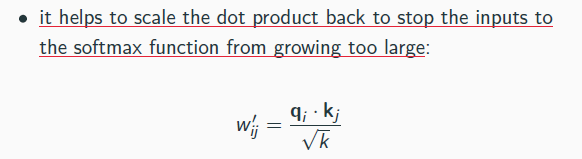 • it helps to scale the dot product back to stop the inputs to
the softmax function from growing too large:
w′ᵢⱼ = qᵢ · kⱼ / √k